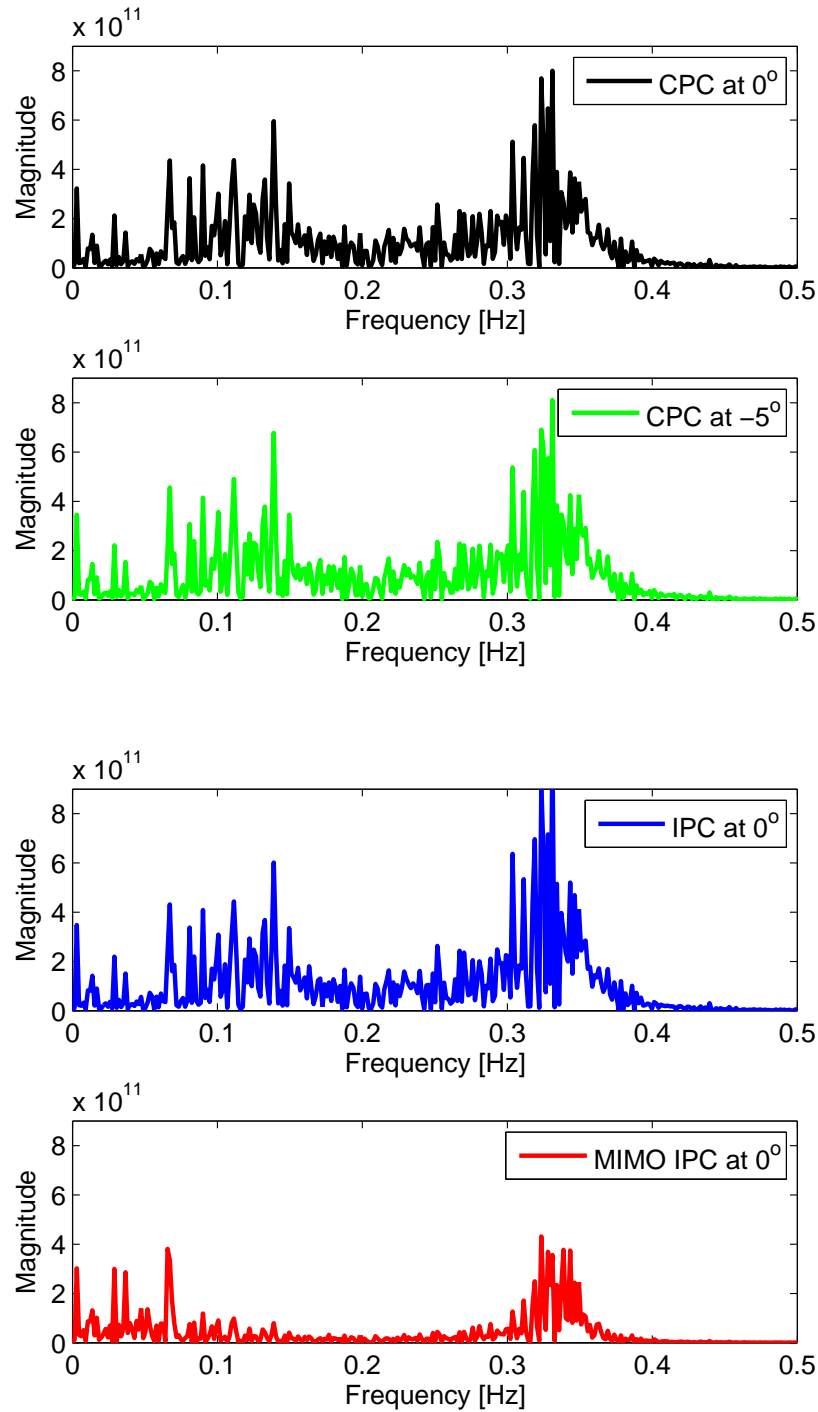 x 10^11
8
6
4
2
0
Magnitude
CPC at 0^o
0 0.1 0.2 0.3 0.4 0.5
Frequency [Hz]
x 10^11
8
6
4
2
0
Magnitude
CPC at −5^o
0 0.1 0.2 0.3 0.4 0.5
Frequency [Hz]
x 10^11
8
6
4
2
0
Magnitude
IPC at 0^o
0 0.1 0.2 0.3 0.4 0.5
Frequency [Hz]
x 10^11
8
6
4
2
0
Magnitude
MIMO IPC at 0^o
0 0.1 0.2 0.3 0.4 0.5
Frequency [Hz]